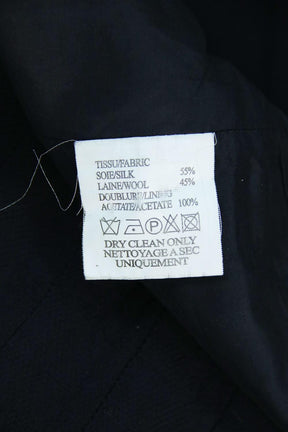 TISSU/FABRIC
SOIE/SILK 55%
LAINE/WOOL 45%
DOUBLURE/LINING
ACETATE/ACETATE 100%
DRY CLEAN ONLY
NETTOYAGE A SEC
UNIQUEMENT